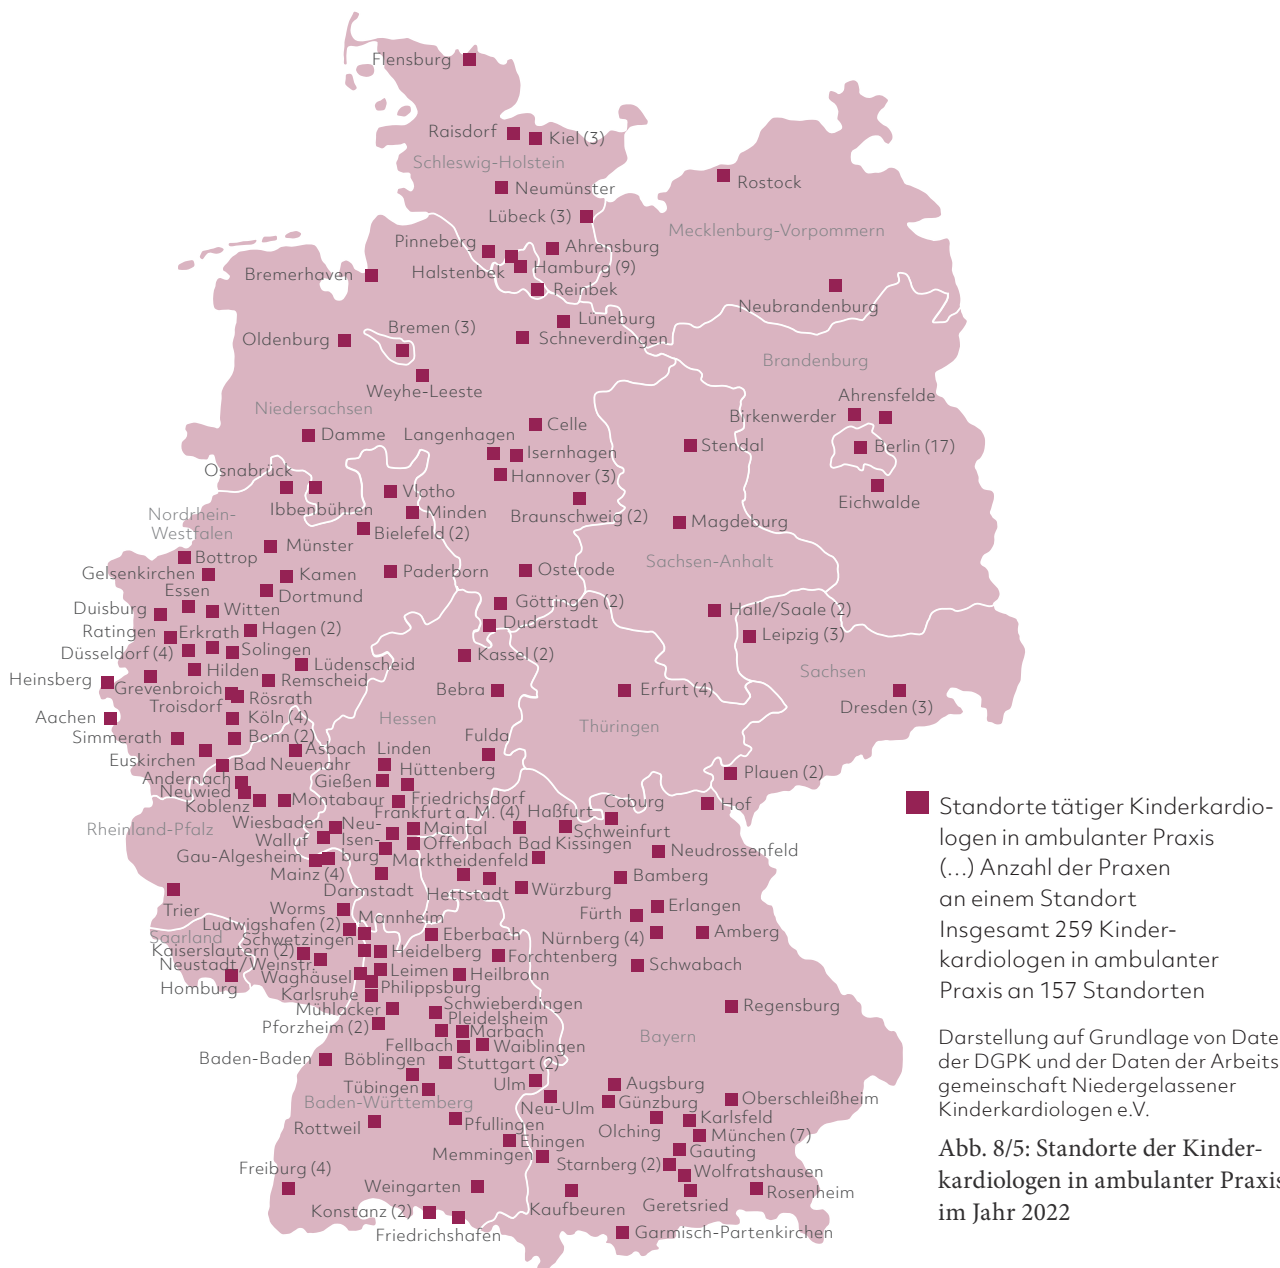 Flensburg
Raisdorf
Kiel (3)
Schleswig-Holstein
Neumünster
Rostock
Lübeck (3)
Mecklenburg-Vorpommern
Pinneberg
Ahrensburg
Halstenbek
Hamburg (9)
Bremerhaven
Reinbek
Neubrandenburg
Lüneburg
Bremen (3)
Oldenburg
Schneverdingen
Brandenburg
Weyhe-Leeste
Ahrensfelde
Niedersachsen
Birkenwerder
Celle
Damme
Langenhagen
Stendal
Berlin (17)
Isernhagen
Osnabrück
Hannover (3)
Vlotho
Eichwalde
Ibbenbühren
Minden
Braunschweig (2)
Nordrhein-
Westfalen
Magdeburg
Bielefeld (2)
Münster
Bottrop
Sachsen-Anhalt
Gelsenkirchen
Kamen
Paderborn
Osterode
Essen
Dortmund
Duisburg
Witten
Göttingen (2)
Halle/Saale (2)
Duderstadt
Ratingen
Erkrath
Hagen (2)
Leipzig (3)
Düsseldorf (4)
Solingen
Kassel (2)
Lüdenscheid
Hilden
Sachsen
Heinsberg
Remscheid
Grevenbroich
Bebra
Erfurt (4)
Rösrath
Troisdorf
Dresden (3)
Aachen
Köln (4)
Hessen
Thüringen
Simmerath
Bonn (2)
Fulda
Asbach
Linden
Euskirchen
Bad Neuenahr
Hüttenberg
Plauen (2)
Andernach
Gießen
Neuwied
Montabaur
Friedrichsdorf
Coburg
Hof
Koblenz
Frankfurt a. M. (4)
Haßfurt
Rheinland-Pfalz
Wiesbaden
Neu-
Isen-
burg
Maintal
Schweinfurt
Walluf
Offenbach
Bad Kissingen
Neudrossenfeld
Gau-Algesheim
Marktheidenfeld
Mainz (4)
Bamberg
Darmstadt
Hettstadt
Würzburg
Trier
Worms
Erlangen
Fürth
Ludwigshafen (2)
Mannheim
Saarland
Schwetzingen
Eberbach
Nürnberg (4)
Amberg
Kaiserslautern (2)
Heidelberg
Forchtenberg
Neustadt/Weinstr.
Leimen
Schwabach
Waghäusel
Heilbronn
Homburg
Philippsburg
Karlsruhe
Schwieberdingen
Regensburg
Mühlacker
Pleidelsheim
Pforzheim (2)
Marbach
Bayern
Fellbach
Waiblingen
Baden-Baden
Böblingen
Stuttgart (2)
Tübingen
Ulm
Augsburg
Baden-Württemberg
Neu-Ulm
Günzburg
Oberschleißheim
Rottweil
Pfullingen
Karlsfeld
Olching
Ehingen
München (7)
Memmingen
Gauting
Freiburg (4)
Starnberg (2)
Wolfratshausen
Weingarten
Rosenheim
Kaufbeuren
Geretsried
Konstanz (2)
Friedrichshafen
Garmisch-Partenkirchen
Standorte tätiger Kinderkardio-
logen in ambulanter Praxis
(...) Anzahl der Praxen
an einem Standort
Insgesamt 259 Kinder-
kardiologen in ambulanter
Praxis an 157 Standorten
Darstellung auf Grundlage von Date
der DGPK und der Daten der Arbeits
gemeinschaft Niedergelassener
Kinderkardiologen e.V.
Abb. 8/5: Standorte der Kinder-
kardiologen in ambulanter Praxis
im Jahr 2022